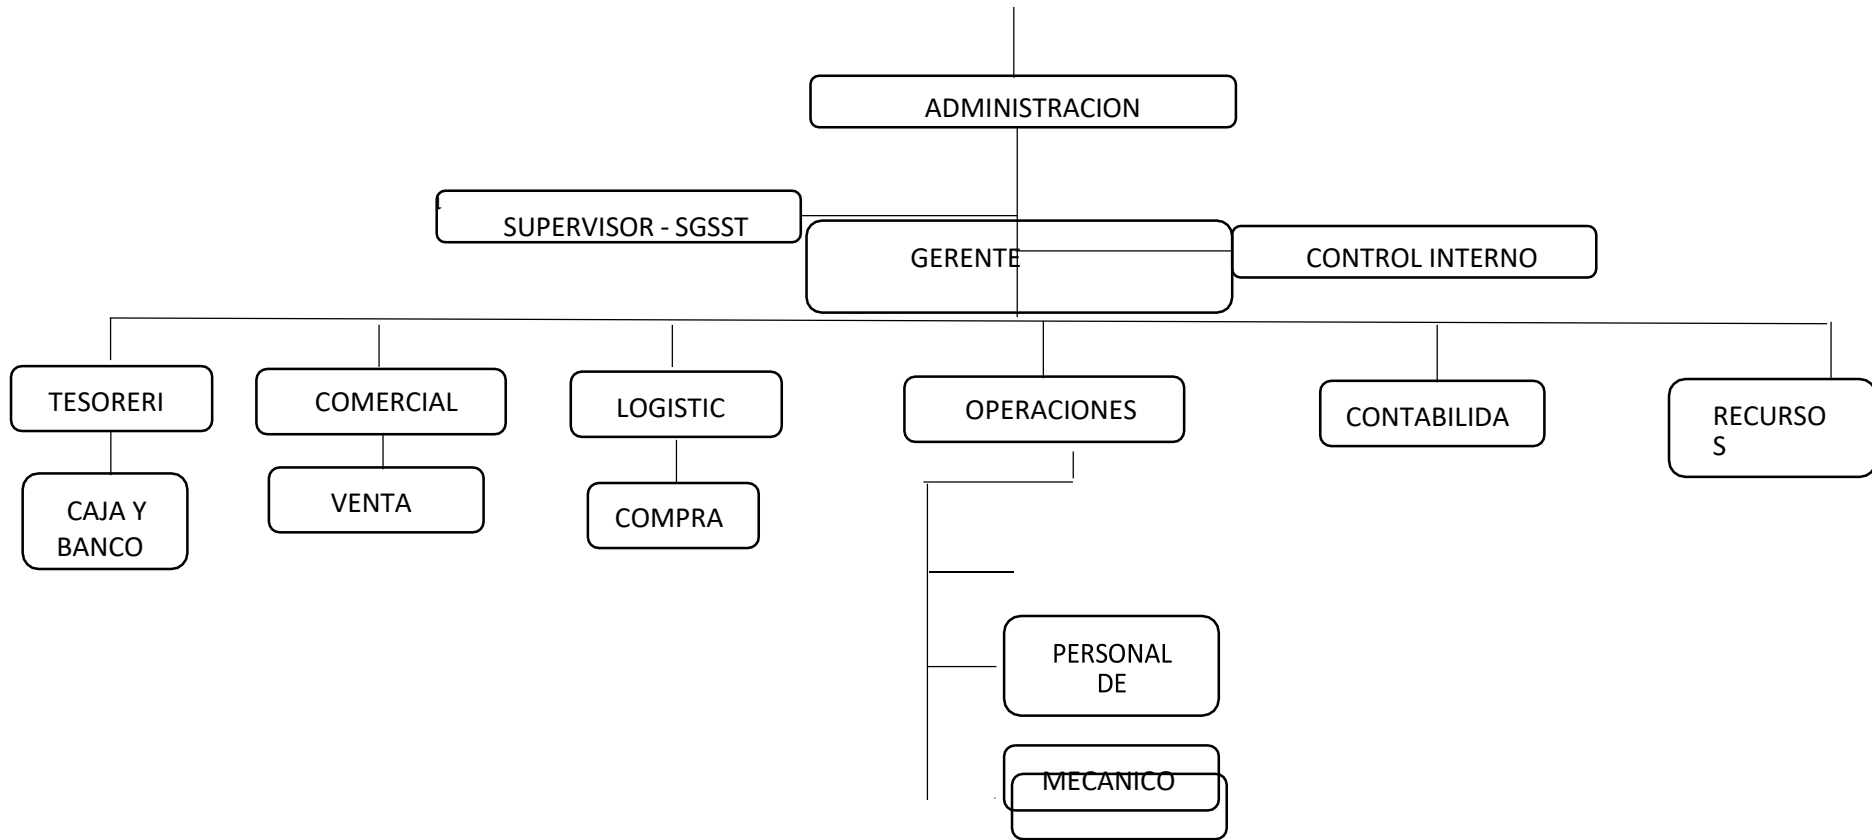 ADMINISTRACION
SUPERVISOR - SGSST
GERENTE
CONTROL INTERNO
TESORERI
COMERCIAL
LOGISTIC
OPERACIONES
CONTABILIDA
RECURSO
S
CAJA Y
BANCO
VENTA
COMPRA
PERSONAL
DE
MECANICO